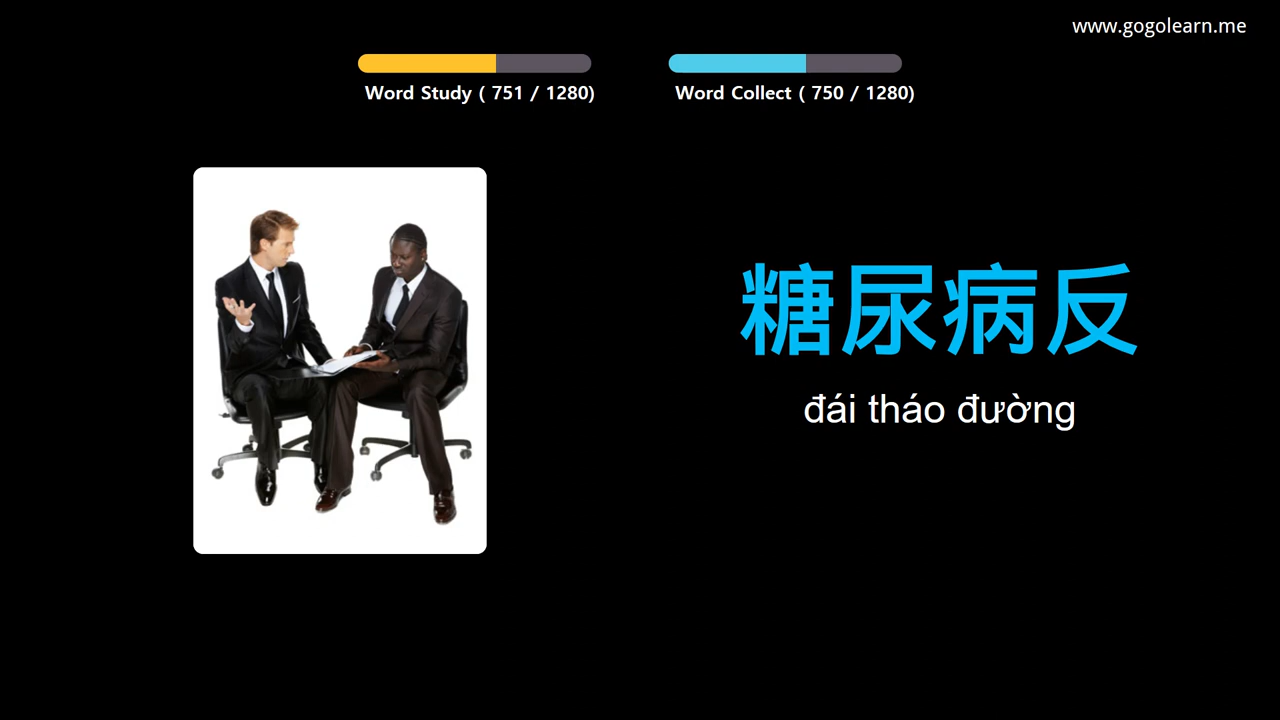 www.gogolearn.me
Word Study ( 751 / 1280)
Word Collect ( 750 / 1280)
糖尿病反
đái tháo đường